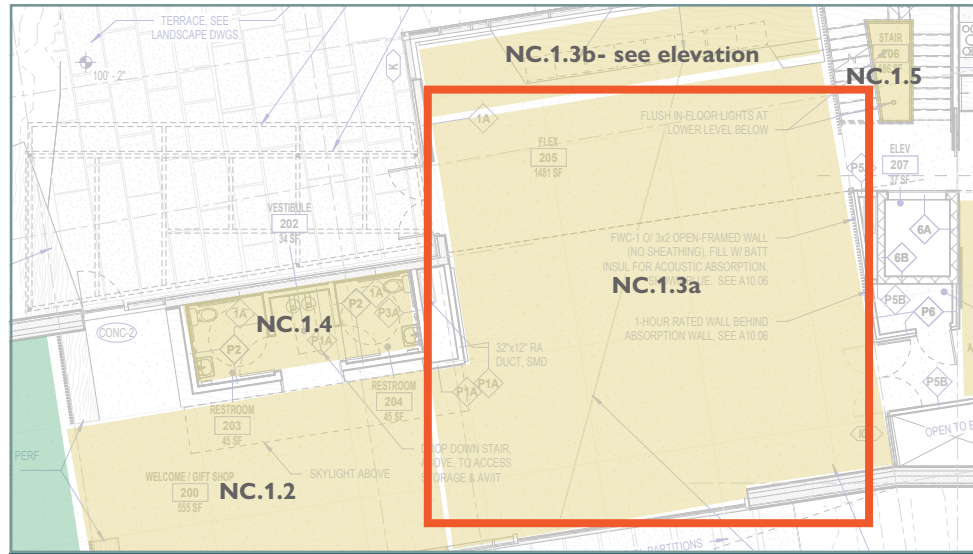 TERRACE, SEE
LANDSCAPE DWGS
100' - 2"
K
NC.1.3b- see elevation
STAIR
206
NC.1.5
1A
FLUSH IN-FLOOR LIGHTS AT
LOWER LEVEL BELOW
FLEX
205
1481 SF
ELEV
207
37 SF
VESTIBULE
202
34 SF
6A
6B
FWC-1 O/ 3x2 OPEN-FRAMED WALL
(NO SHEATHING), FILL W/ BATT
INSUL FOR ACOUSTIC ABSORPTION,
SEE A10.06
NC.1.3a
1-HOUR RATED WALL BEHIND
ABSORPTION WALL, SEE A10.06
P5B
P6
1A
P2
1A
P3A
NC.1.4
P1A
P2
CONC-2
32"x12" RA
DUCT, SMD
P1A
P1A
P5B
RESTROOM
203
45 SF
RESTROOM
204
45 SF
OPEN TO
PERF
DROP DOWN STAIR,
ABOVE, TO ACCESS
STORAGE & AV/IT
SKYLIGHT ABOVE
WELCOME / GIFT SHOP
200
555 SF
NC.1.2
PARTITIONS